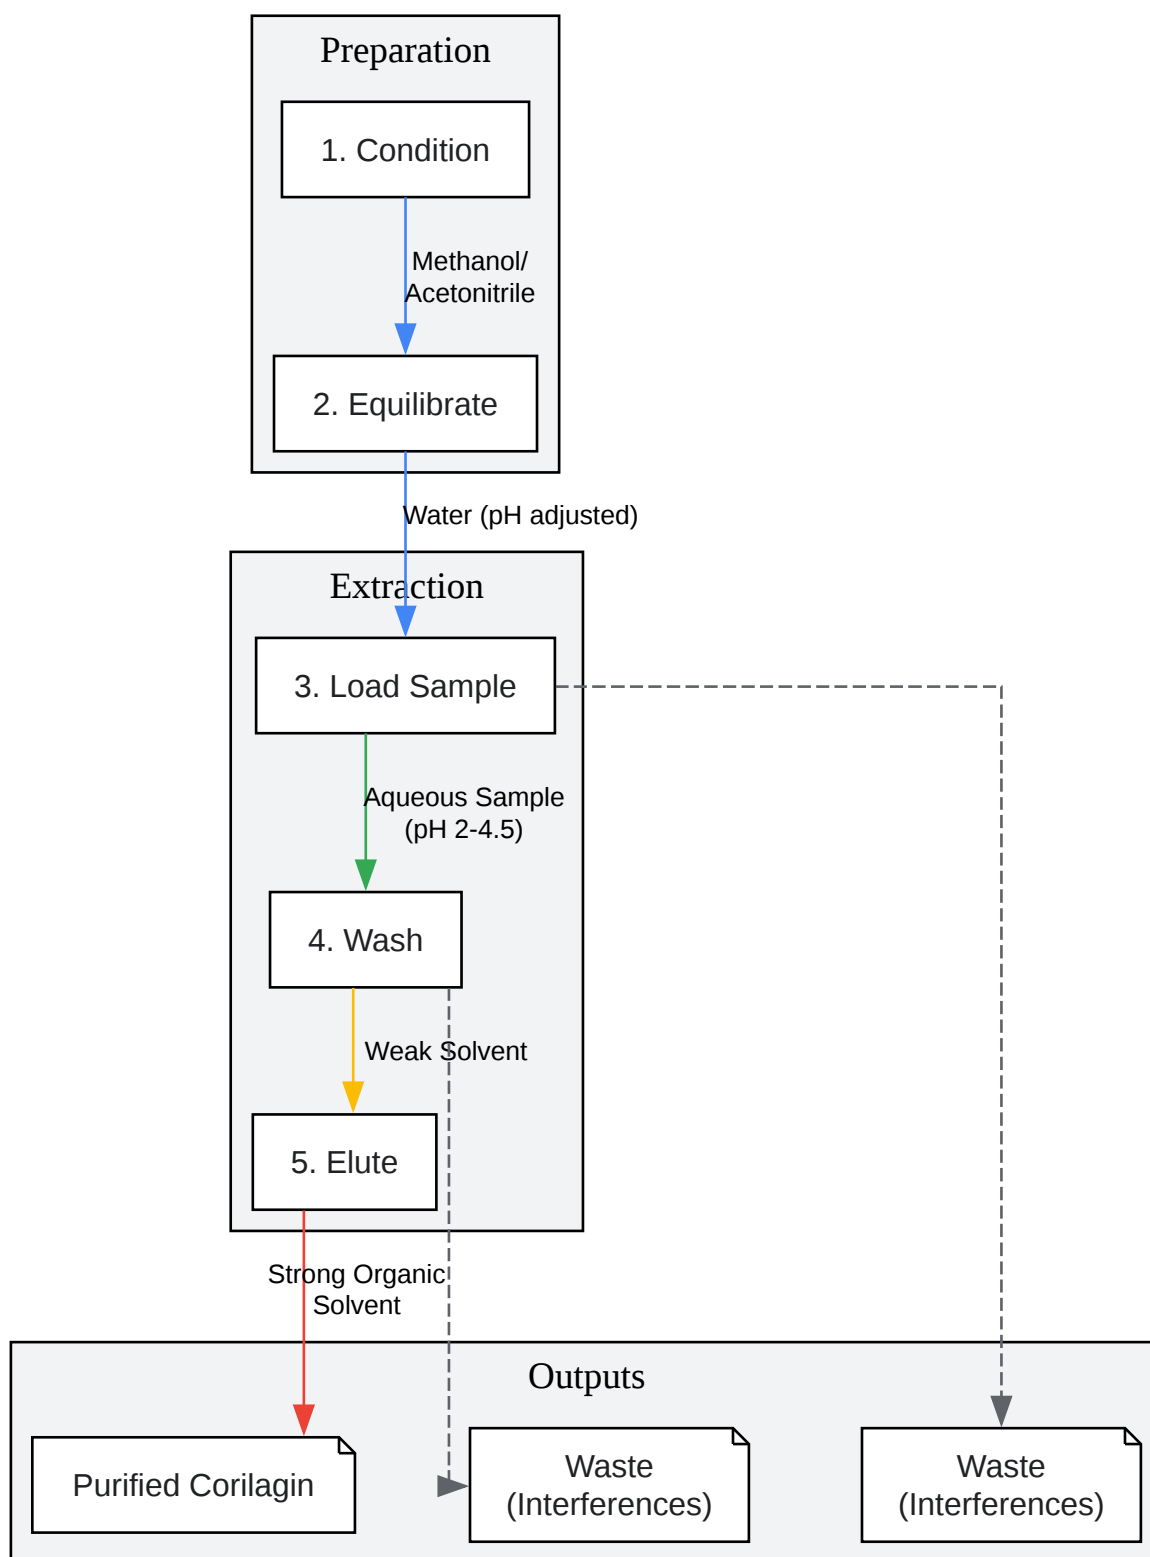 Preparation
1. Condition
Methanol/
Acetonitrile
2. Equilibrate
Water (pH adjusted)
Extraction
3. Load Sample
Aqueous Sample
(pH 2-4.5)
4. Wash
Weak Solvent
5. Elute
Strong Organic
Solvent
Outputs
Purified Corilagin
Waste
(Interferences)
Waste
(Interferences)